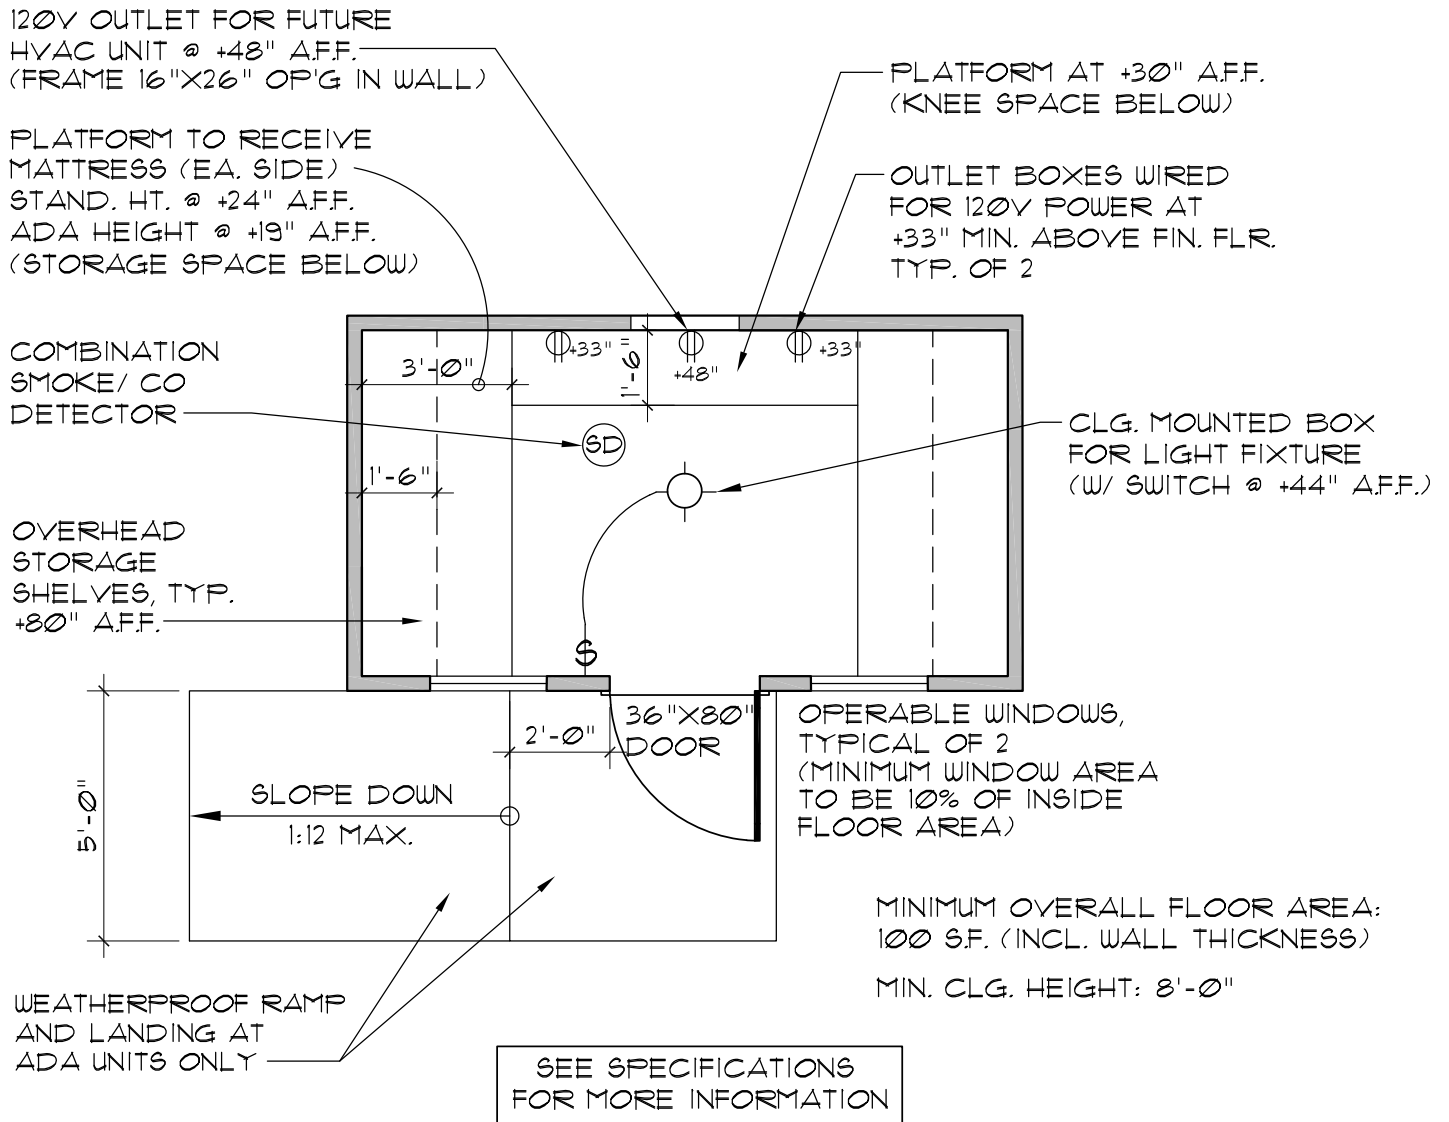 120V OUTLET FOR FUTURE
HVAC UNIT @ +48" A.F.F.
(FRAME 16"X26" OP'G IN WALL)
PLATFORM TO RECEIVE
MATTRESS (EA. SIDE)
STAND. HT. @ +24" A.F.F.
ADA HEIGHT @ +19" A.F.F.
(STORAGE SPACE BELOW)
PLATFORM AT +30" A.F.F.
(KNEE SPACE BELOW)
OUTLET BOXES WIRED
FOR 120V POWER AT
+33" MIN. ABOVE FIN. FLR.
TYP. OF 2
COMBINATION
SMOKE/ CO
DETECTOR
3'-0"
+33"
1'-6"
+48"
+33"
SD
1'-6"
CLG. MOUNTED BOX
FOR LIGHT FIXTURE
(W/ SWITCH @ +44" A.F.F.)
OVERHEAD
STORAGE
SHELVES, TYP.
+80" A.F.F.
S
2'-0"
36"X80"
DOOR
OPERABLE WINDOWS,
TYPICAL OF 2
(MINIMUM WINDOW AREA
TO BE 10% OF INSIDE
FLOOR AREA)
5'-0"
SLOPE DOWN
1:12 MAX.
MINIMUM OVERALL FLOOR AREA:
100 S.F. (INCL. WALL THICKNESS)
MIN. CLG. HEIGHT: 8'-0"
WEATHERPROOF RAMP
AND LANDING AT
ADA UNITS ONLY
SEE SPECIFICATIONS
FOR MORE INFORMATION